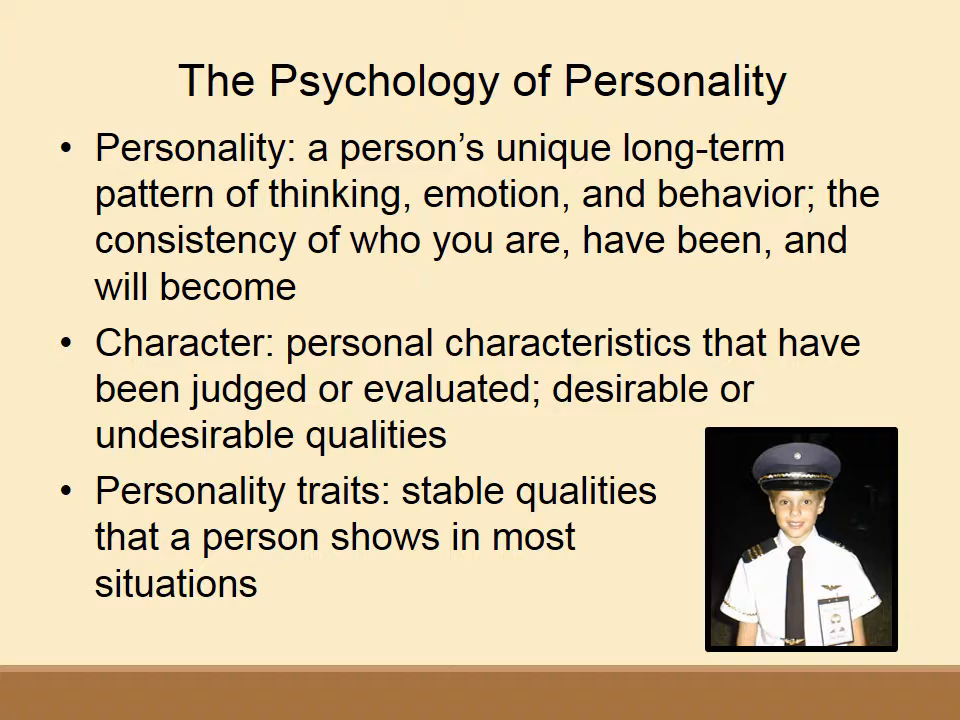 The Psychology of Personality
• Personality: a person’s unique long-term
pattern of thinking, emotion, and behavior; the
consistency of who you are, have been, and
will become
• Character: personal characteristics that have
been judged or evaluated; desirable or
undesirable qualities
• Personality traits: stable qualities
that a person shows in most
situations